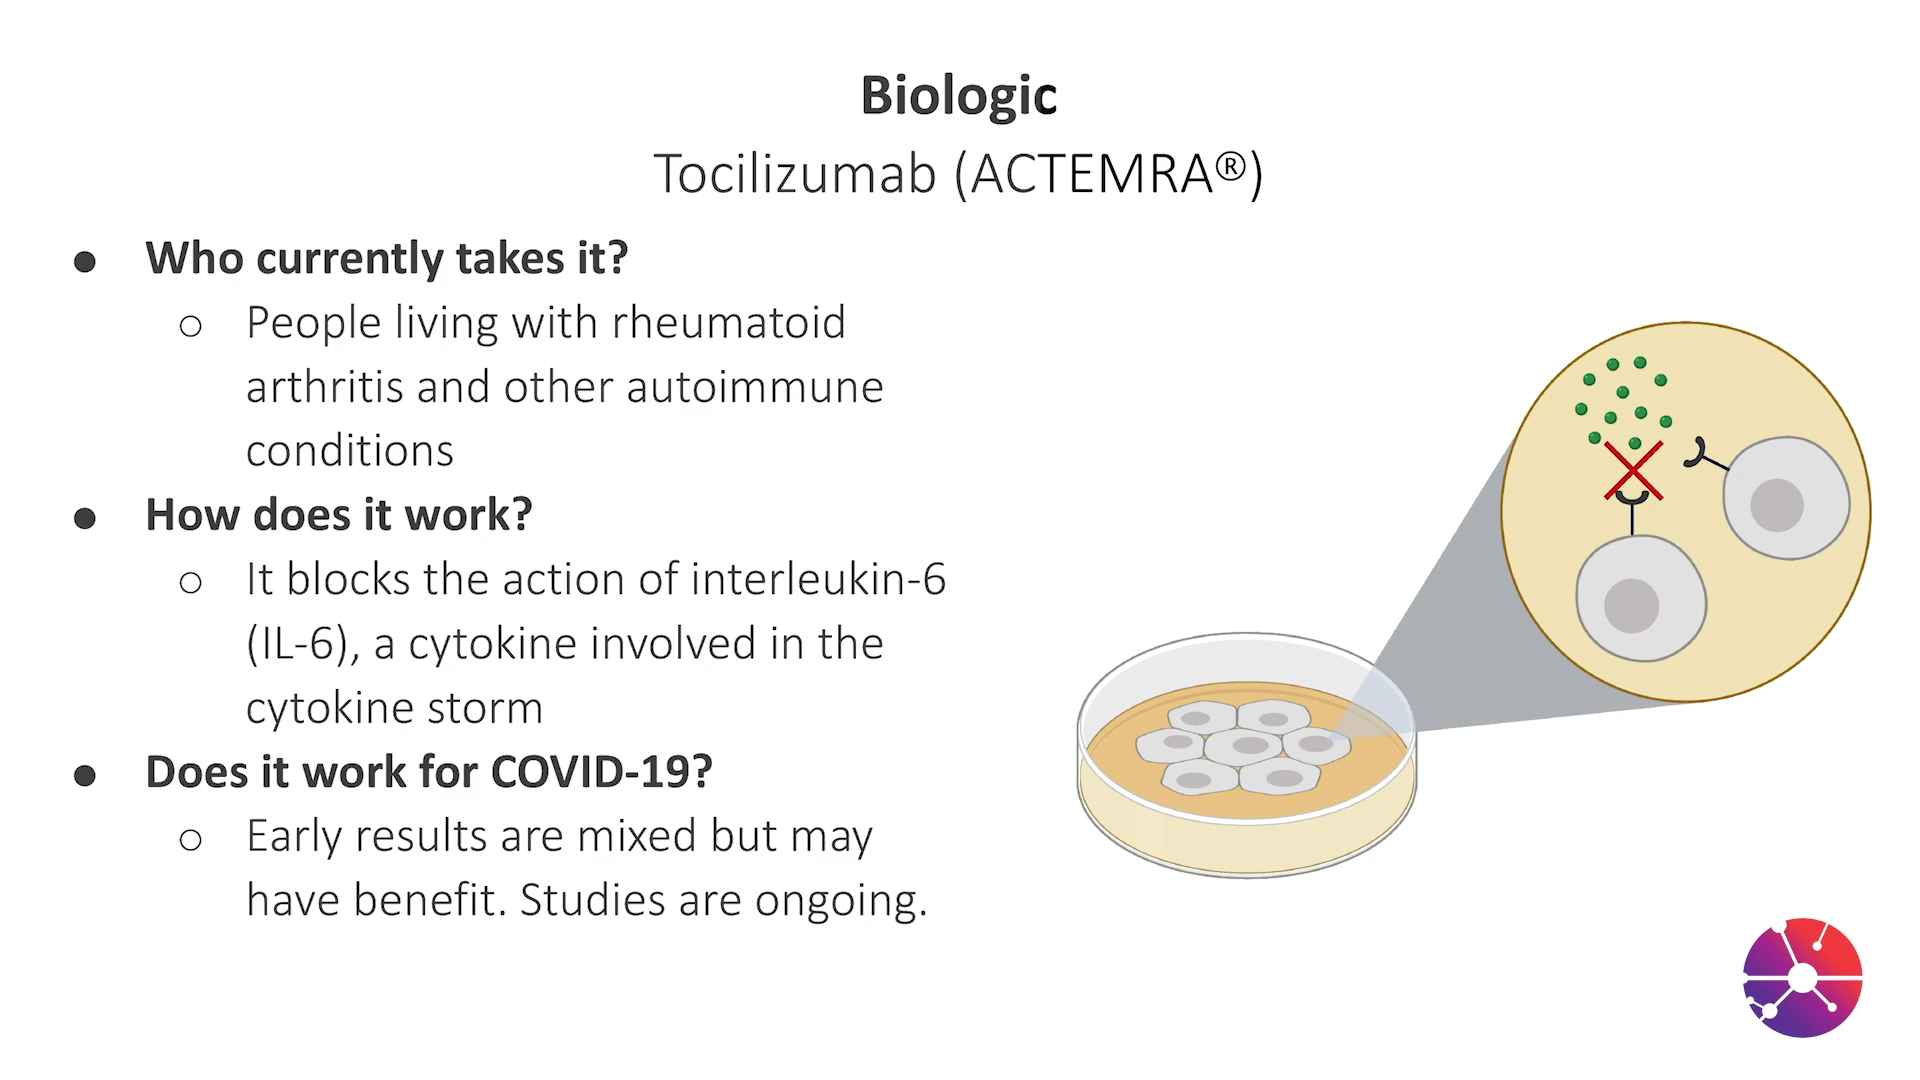 Biologic
Tocilizumab (ACTEMRA®)
● Who currently takes it?
○ People living with rheumatoid
arthritis and other autoimmune
conditions
● How does it work?
○ It blocks the action of interleukin-6
(IL-6), a cytokine involved in the
cytokine storm
● Does it work for COVID-19?
○ Early results are mixed but may
have benefit. Studies are ongoing.